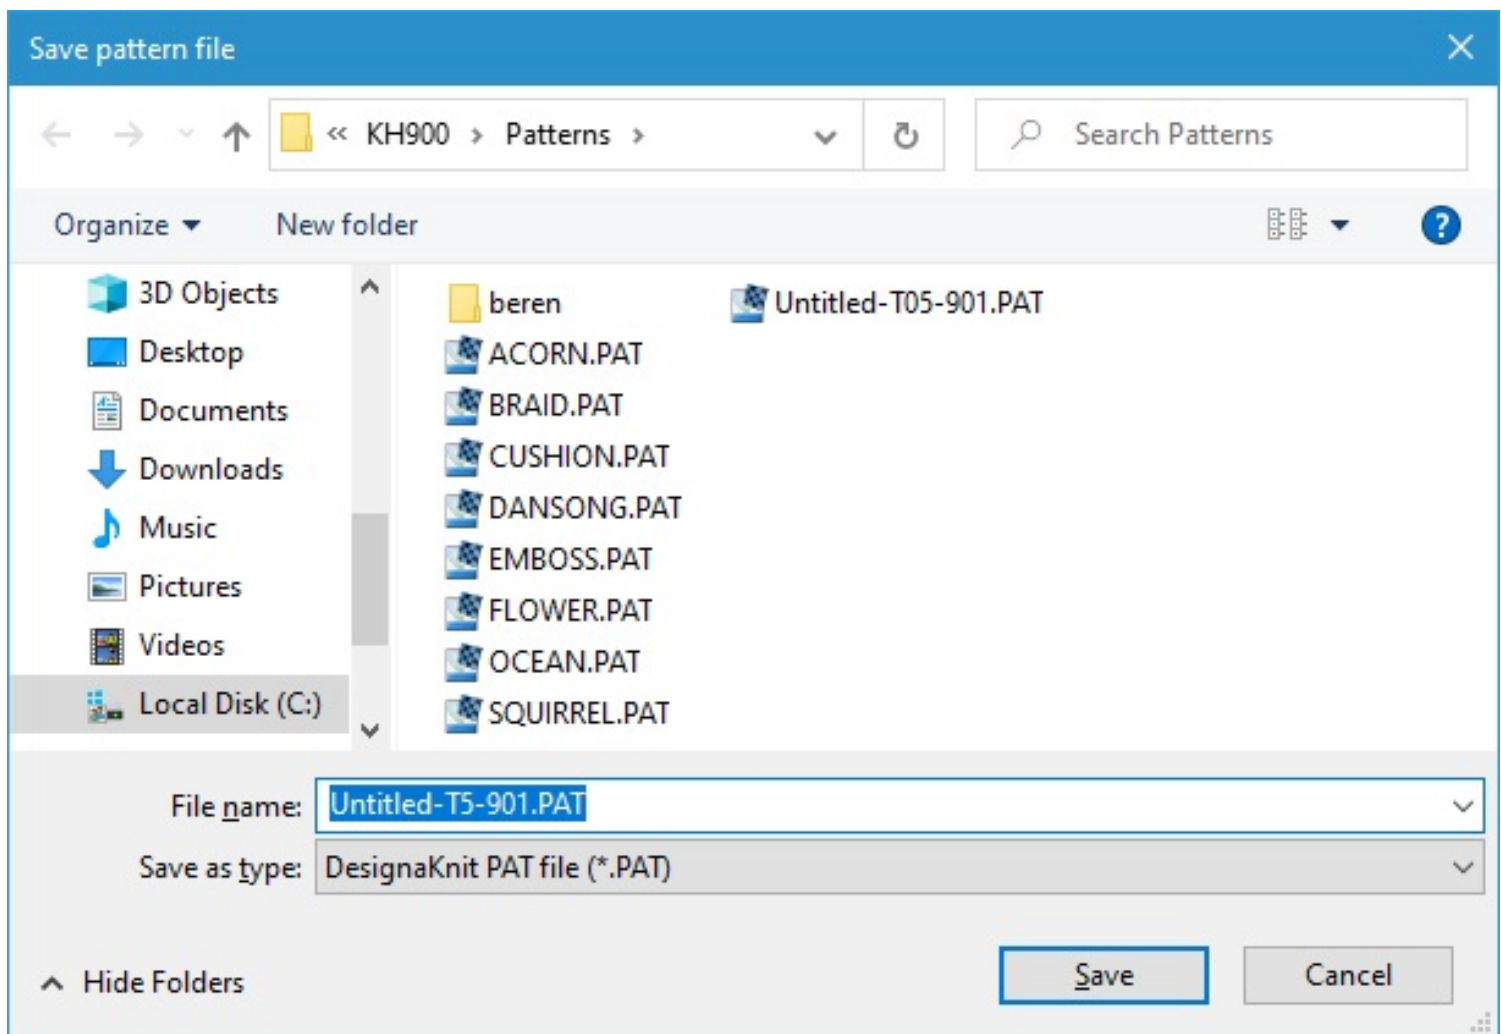 Save pattern file
« KH900 › Patterns ›
Search Patterns
Organize
New folder
?
3D Objects
Desktop
Documents
Downloads
Music
Pictures
Videos
Local Disk (C:)
beren
ACORN.PAT
BRAID.PAT
CUSHION.PAT
DANSONG.PAT
EMBOSS.PAT
FLOWER.PAT
OCEAN.PAT
SQUIRREL.PAT
Untitled-T05-901.PAT
File name: Untitled-T5-901.PAT
Save as type: DesignaKnit PAT file (*.PAT)
Hide Folders
Save
Cancel